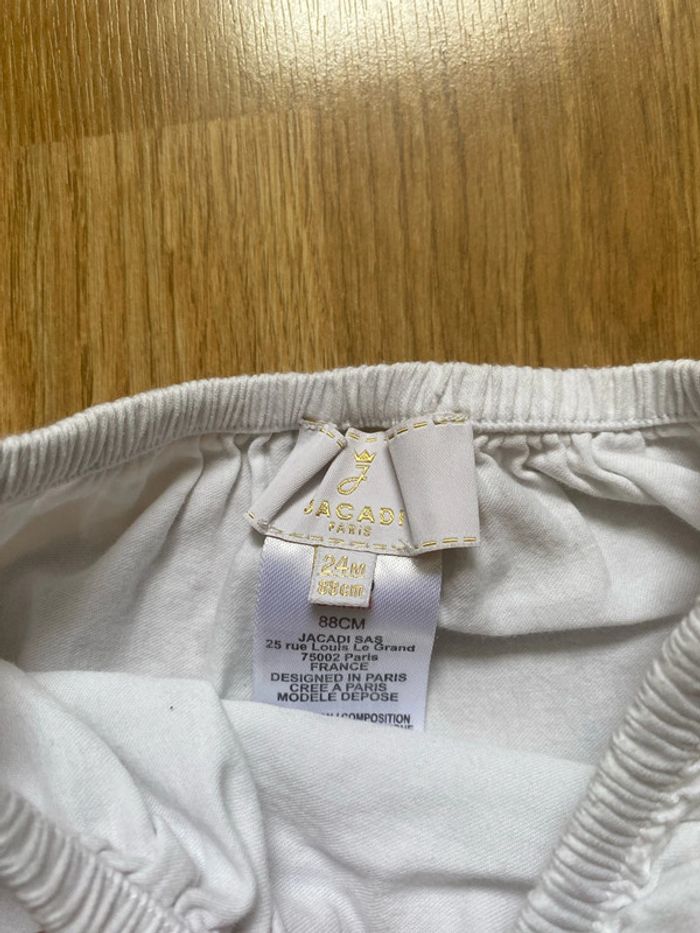 JACADI
PARIS
24M
88cm
88CM
JACADI SAS
25 rue Louis Le Grand
75002 Paris
FRANCE
DESIGNED IN PARIS
CREE A PARIS
MODELE DEPOSE
/ COMPOSITION